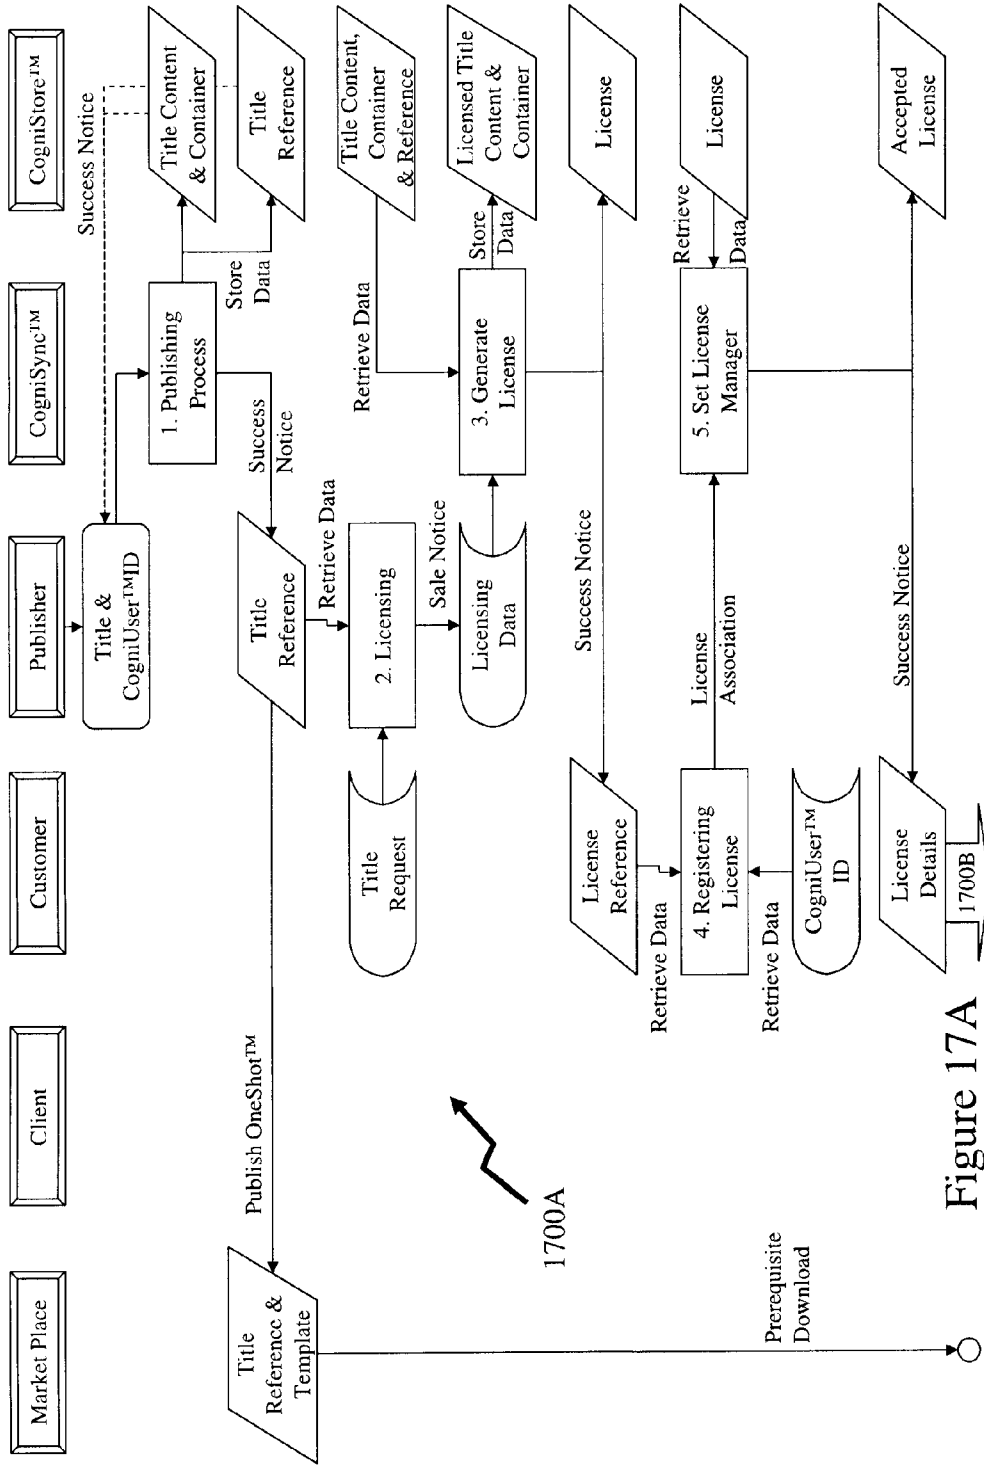 Market Place
Client
Customer
Publisher
CogniSync™
CogniStore™
Success Notice
Title &
CogniUser™ID
1. Publishing
Process
Title Content
& Container
Store
Data
Title
Reference
Success
Notice
Title
Reference
Publish OneShot™
Title
Reference &
Template
Retrieve Data
Title
Request
2. Licensing
Retrieve Data
Title Content,
Container
& Reference
Sale Notice
Licensing
Data
3. Generate
License
Store
Data
Licensed Title
Content &
Container
Success Notice
License
Reference
License
Retrieve Data
4. Registering
License
License
Association
5. Set License
Manager
Retrieve
Data
License
Retrieve Data
CogniUser™
ID
Success Notice
License
Details
Accepted
License
1700A
Prerequisite
Download
1700B
Figure 17A